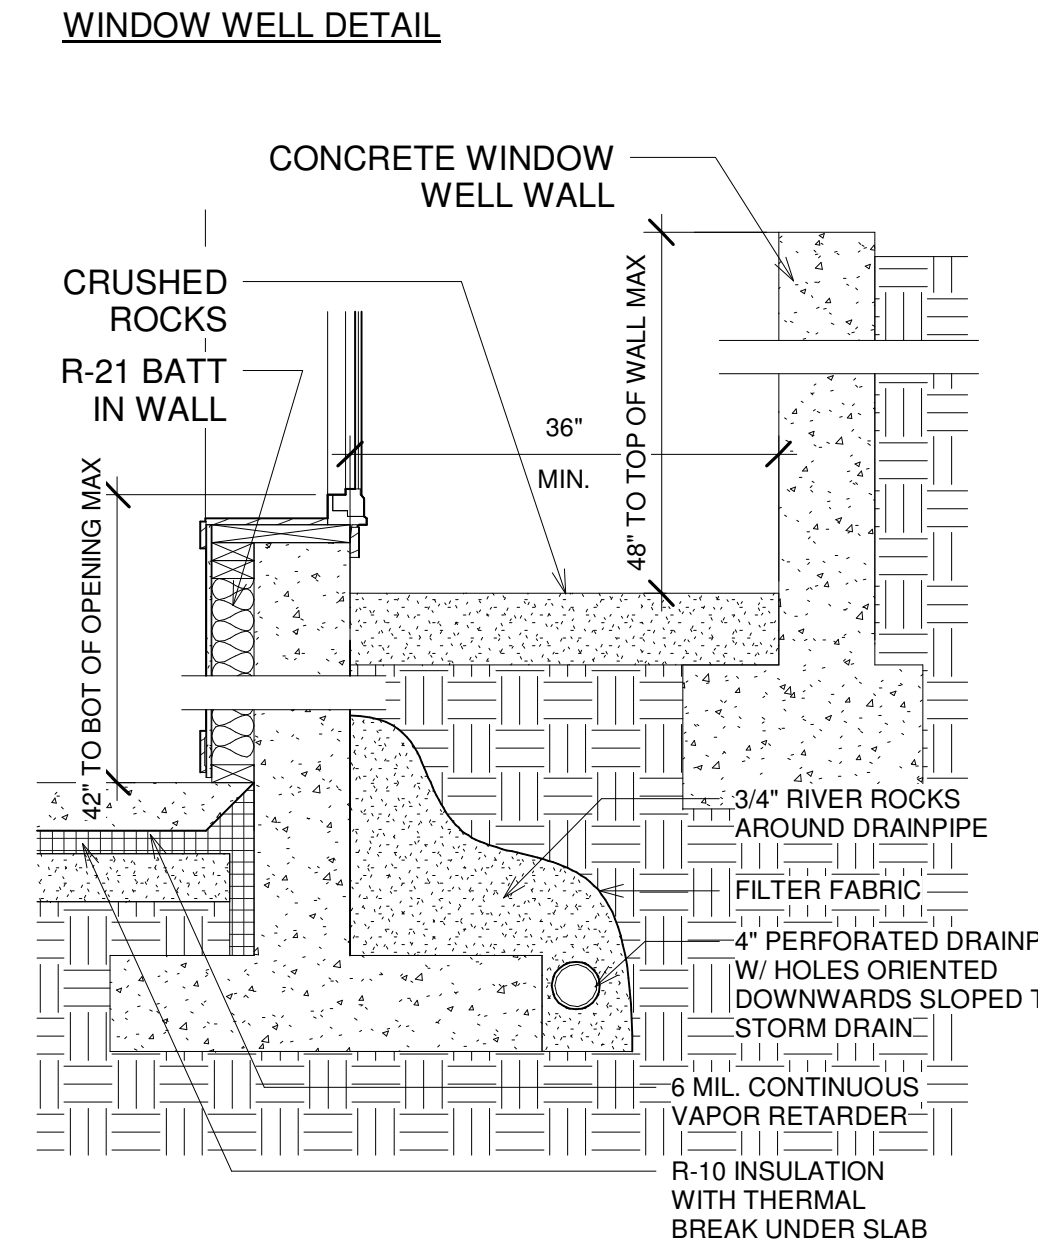 WINDOW WELL DETAIL
CONCRETE WINDOW
WELL WALL
CRUSHED
ROCKS
R-21 BATT
IN WALL
36"
MIN.
48" TO TOP OF WALL MAX
42" TO BOT OF OPENING MAX
3/4" RIVER ROCKS
AROUND DRAINPIPE
FILTER FABRIC
4" PERFORATED DRAINP
W/ HOLES ORIENTED
DOWNWARDS SLOPED T
STORM DRAIN
6 MIL. CONTINUOUS
VAPOR RETARDER
R-10 INSULATION
WITH THERMAL
BREAK UNDER SLAB